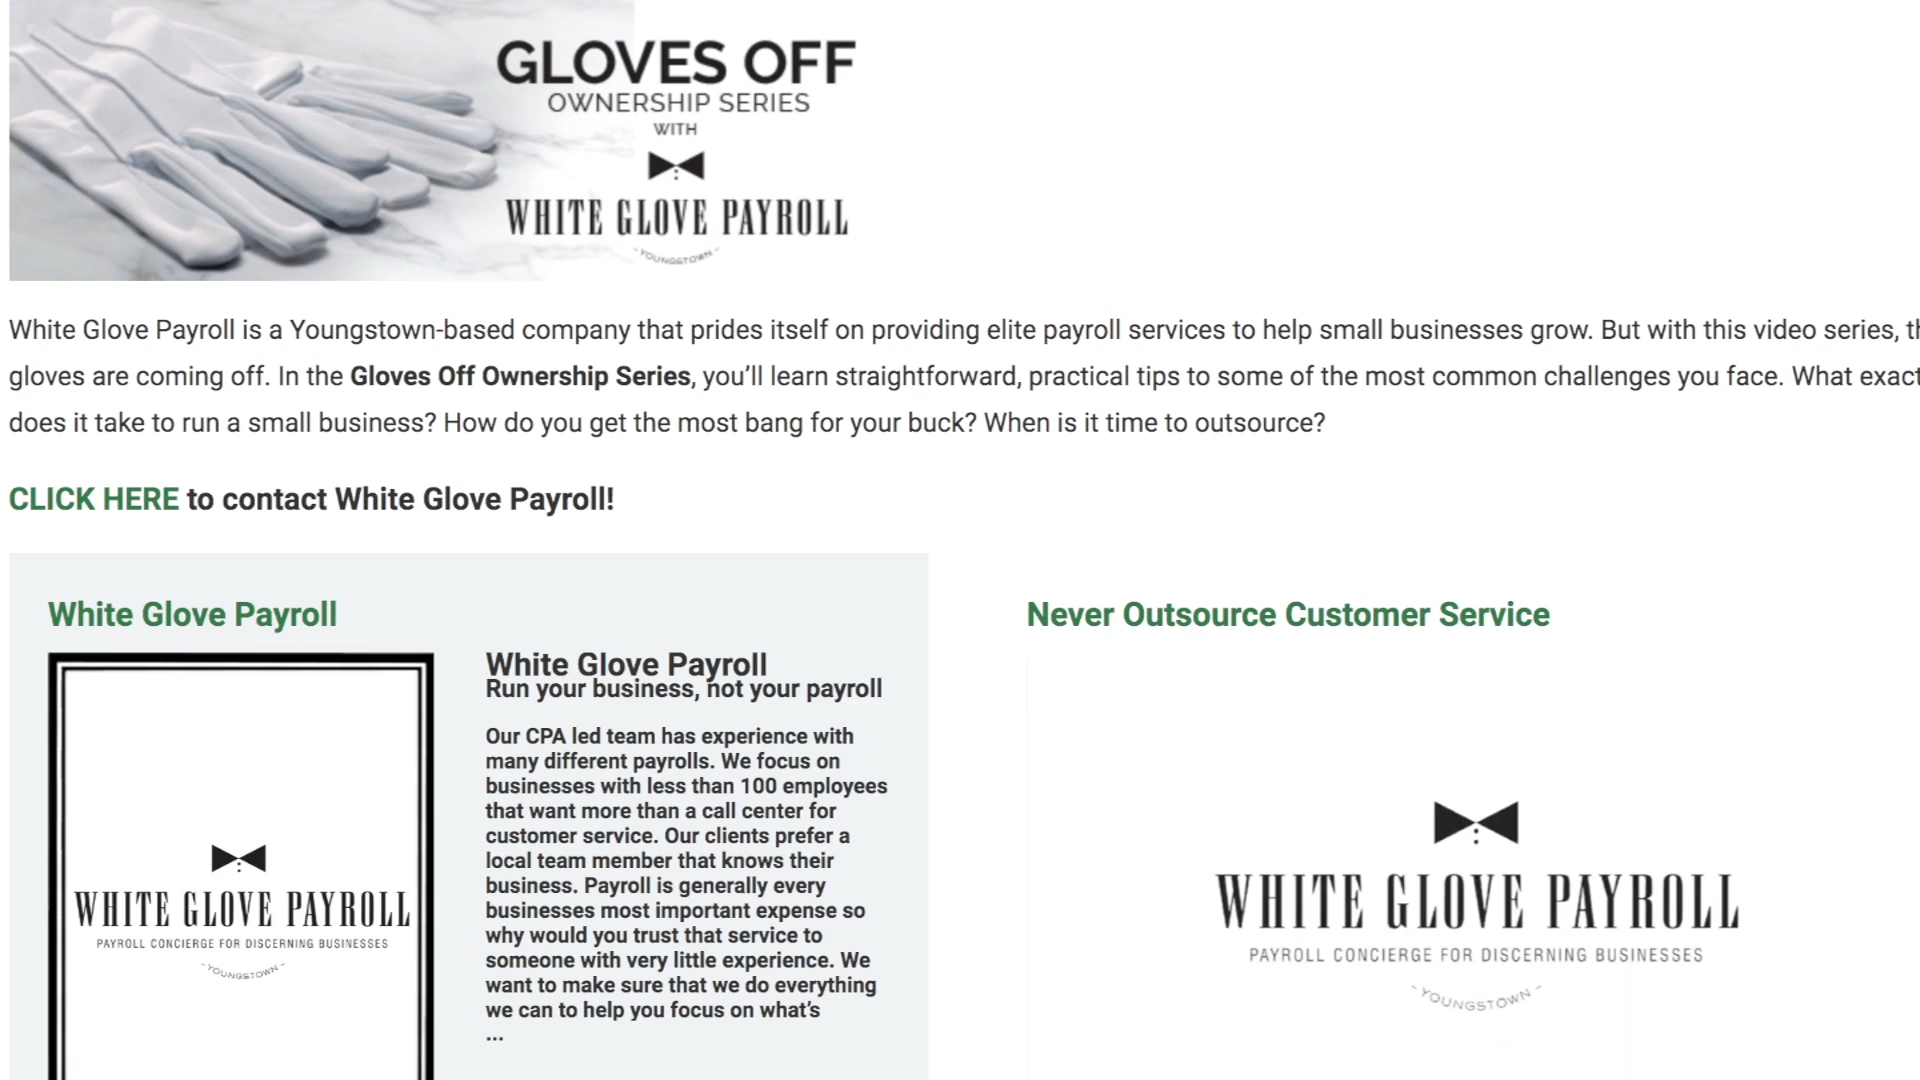 GLOVES OFF
OWNERSHIP SERIES
WITH
WHITE GLOVE PAYROLL
YOUNGSTOWN
White Glove Payroll is a Youngstown-based company that prides itself on providing elite payroll services to help small businesses grow. But with this video series,
gloves are coming off. In the Gloves Off Ownership Series, you’ll learn straightforward, practical tips to some of the most common challenges you face. What
does it take to run a small business? How do you get the most bang for your buck? When is it time to outsource?
CLICK HERE to contact White Glove Payroll!
White Glove Payroll
WHITE GLOVE PAYROLL
PAYROLL CONCIERGE FOR DISCERNING BUSINESSES
YOUNGSTOWN
White Glove Payroll
Run your business, not your payroll
Our CPA led team has experience with
many different payrolls. We focus on
businesses with less than 100 employees
that want more than a call center for
customer service. Our clients prefer a
local team member that knows their
business. Payroll is generally every
businesses most important expense so
why would you trust that service to
someone with very little experience. We
want to make sure that we do everything
we can to help you focus on what’s
...
Never Outsource Customer Service
WHITE GLOVE PAYROLL
PAYROLL CONCIERGE FOR DISCERNING BUSINESSES
YOUNGSTOWN